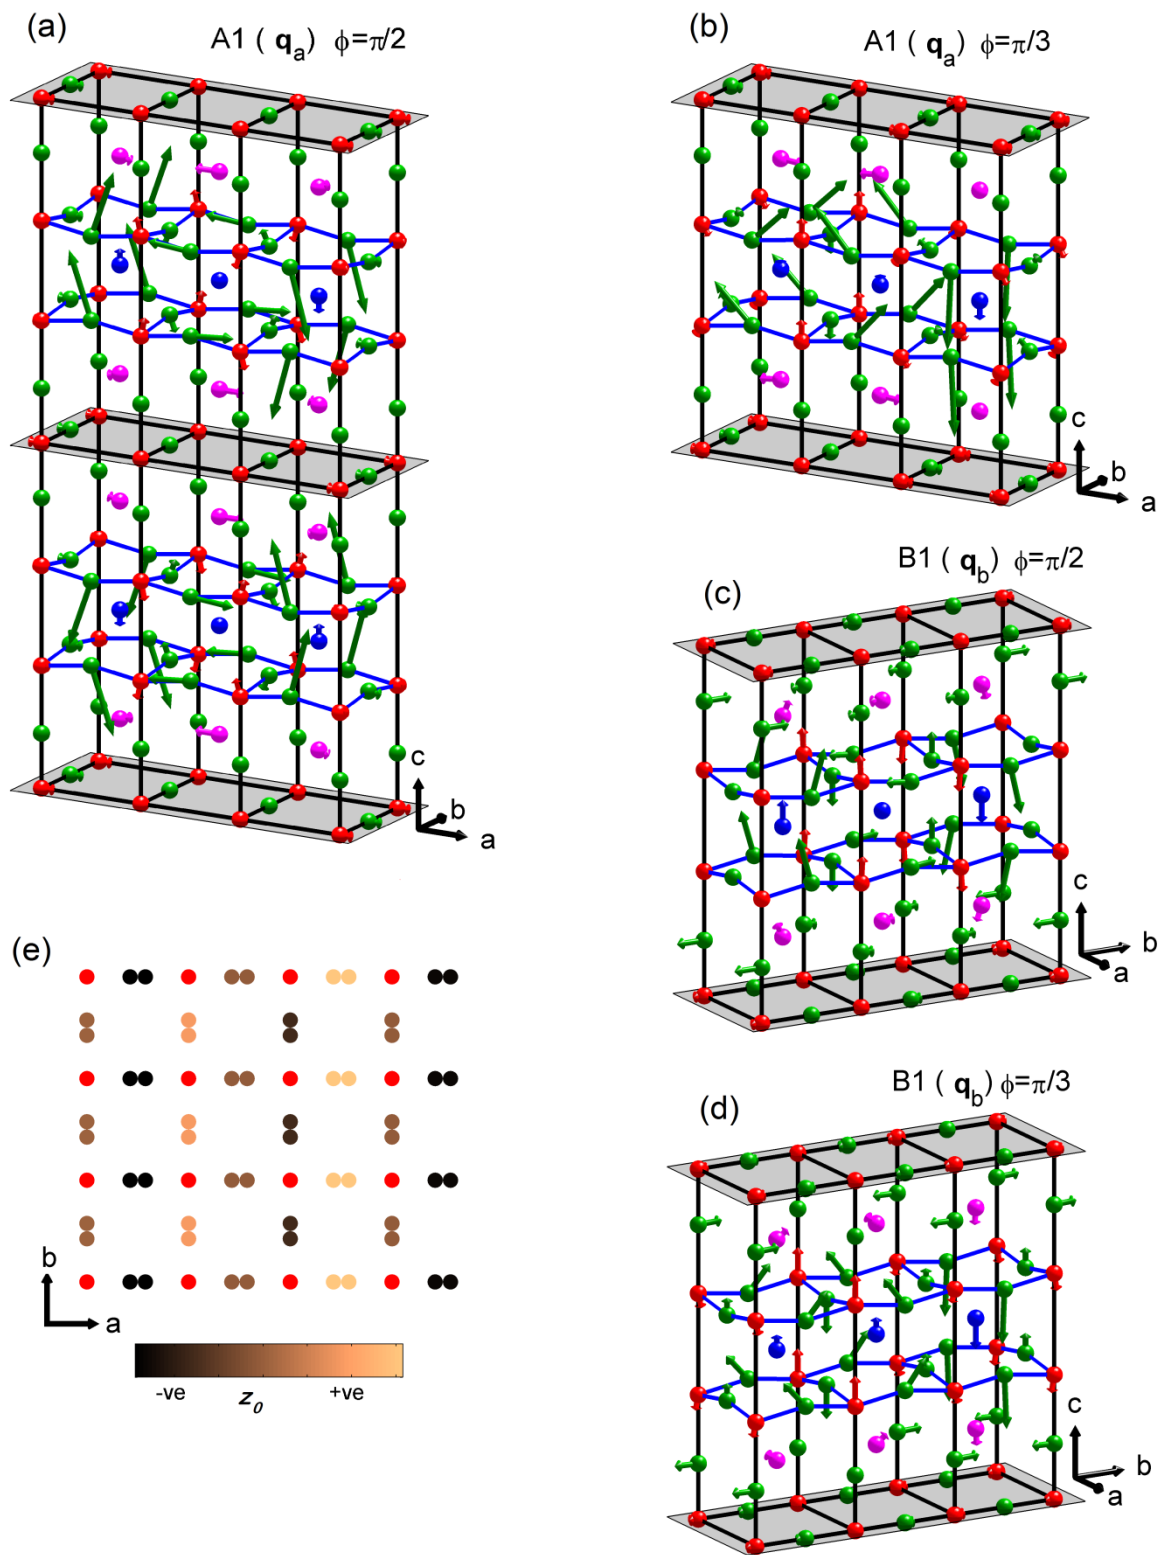 (a)
A1 ( q_a) ϕ=π/2
(b)
A1 ( q_a) ϕ=π/3
c
b
a
B1 ( q_b) ϕ=π/2
(c)
c
b
a
c
b
a
(e)
b
a
-ve z_0 +ve
B1 ( q_b) ϕ=π/3
(d)
c
b
a